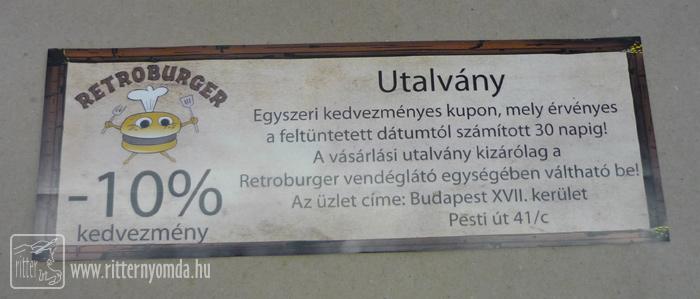 RETROBURGER
-10%
kedvezmény
Utalvány
Egyszeri kedvezményes kupon, mely érvényes
a feltüntetett dátumtól számított 30 napig!
A vásárlási utalvány kizárólag a
Retroburger vendéglátó egységében váltható be!
Az üzlet címe: Budapest XVII. kerület
Pesti út 41/c
ritter
www.ritternyomda.hu